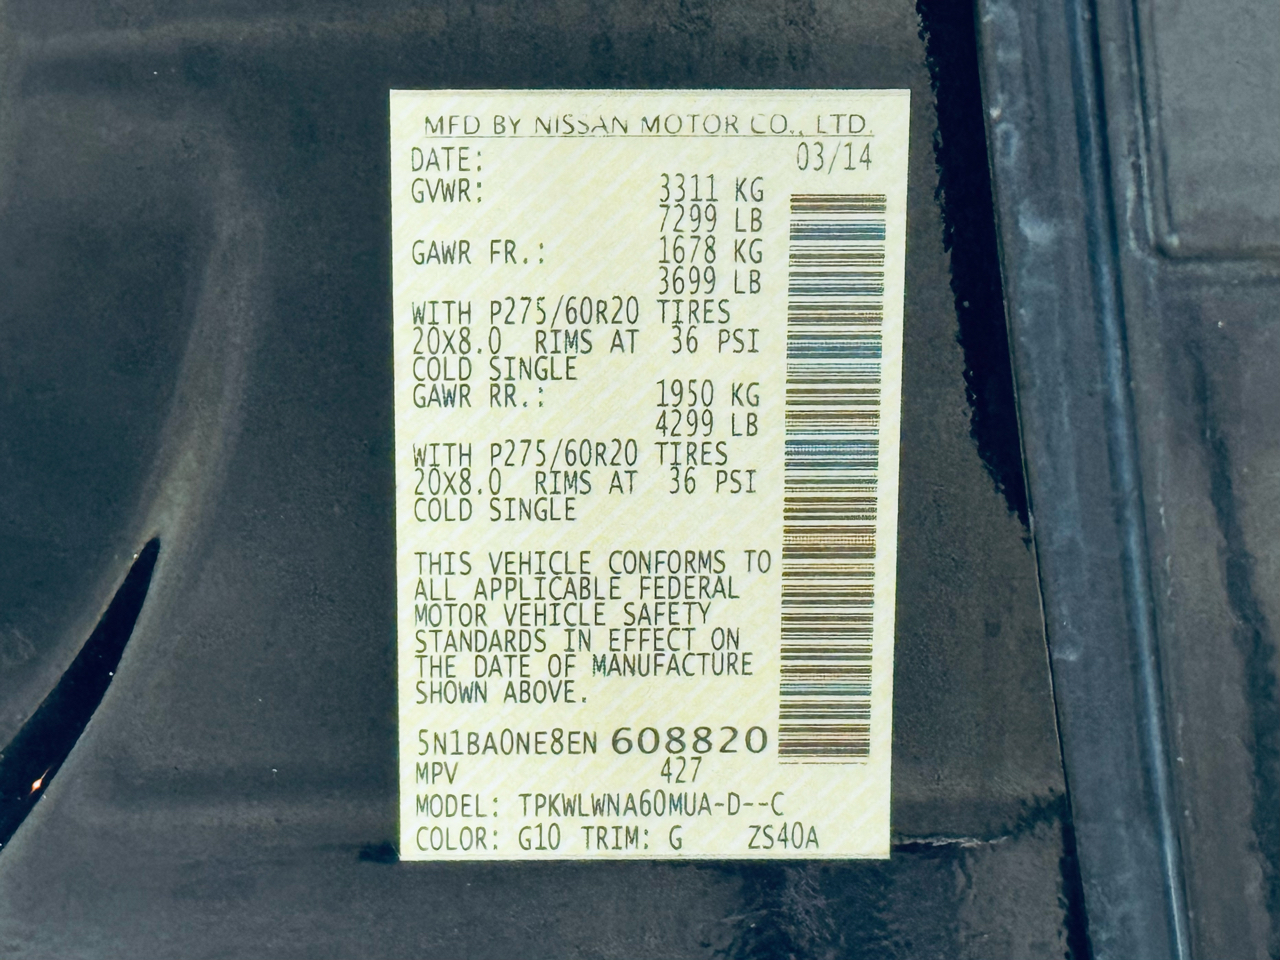 MFD BY NISSAN MOTOR CO., LTD.
DATE: 03/14
GVWR: 3311 KG
7299 LB
GAWR FR.: 1678 KG
3699 LB
WITH P275/60R20 TIRES
20X8.0 RIMS AT 36 PSI
COLD SINGLE
GAWR RR.: 1950 KG
4299 LB
WITH P275/60R20 TIRES
20X8.0 RIMS AT 36 PSI
COLD SINGLE
THIS VEHICLE CONFORMS TO
ALL APPLICABLE FEDERAL
MOTOR VEHICLE SAFETY
STANDARDS IN EFFECT ON
THE DATE OF MANUFACTURE
SHOWN ABOVE.
5N1BA0NE8EN 608820
MPV 427
MODEL: TPKWLWNA60MUA-D--C
COLOR: G10 TRIM: G ZS40A